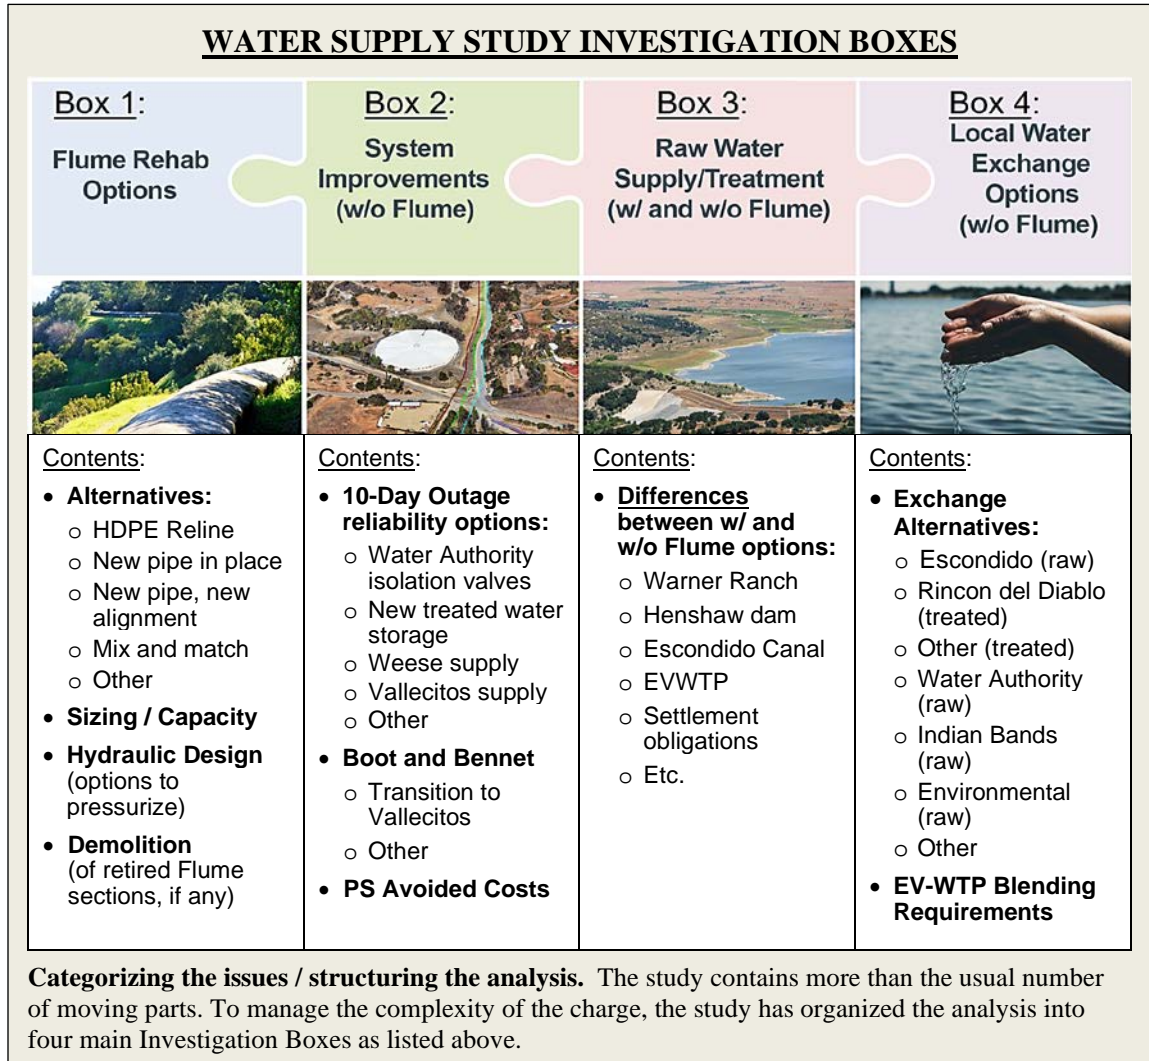 WATER SUPPLY STUDY INVESTIGATION BOXES
Box 1:
Flume Rehab
Options
Box 2:
System
Improvements
(w/o Flume)
Box 3:
Raw Water
Supply/Treatment
(w/ and w/o Flume)
Box 4:
Local Water
Exchange
Options
(w/o Flume)
Contents:
• Alternatives:
o HDPE Reline
o New pipe in place
o New pipe, new
alignment
o Mix and match
o Other
• Sizing / Capacity
• Hydraulic Design
(options to
pressurize)
• Demolition
(of retired Flume
sections, if any)
Contents:
• 10-Day Outage
reliability options:
o Water Authority
isolation valves
o New treated water
storage
o Weese supply
o Vallecitos supply
o Other
• Boot and Bennet
o Transition to
Vallecitos
o Other
• PS Avoided Costs
Contents:
• Differences
between w/ and
w/o Flume options:
o Warner Ranch
o Henshaw dam
o Escondido Canal
o EVWTP
o Settlement
obligations
o Etc.
Contents:
• Exchange
Alternatives:
o Escondido (raw)
o Rincon del Diablo
(treated)
o Other (treated)
o Water Authority
(raw)
o Indian Bands
(raw)
o Environmental
(raw)
o Other
• EV-WTP Blending
Requirements
Categorizing the issues / structuring the analysis. The study contains more than the usual number
of moving parts. To manage the complexity of the charge, the study has organized the analysis into
four main Investigation Boxes as listed above.